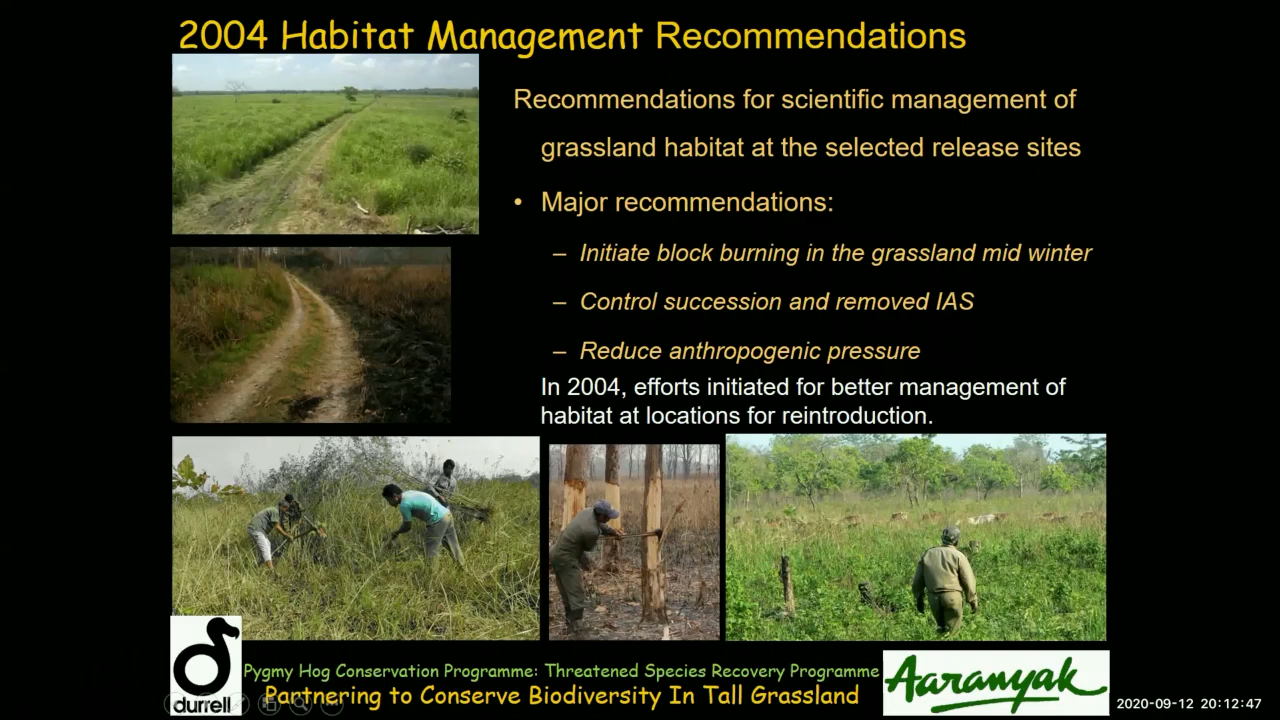 2004 Habitat Management Recommendations
Recommendations for scientific management of
grassland habitat at the selected release sites
• Major recommendations:
– Initiate block burning in the grassland mid winter
– Control succession and removed IAS
– Reduce anthropogenic pressure
In 2004, efforts initiated for better management of
habitat at locations for reintroduction.
durrell
Pygmy Hog Conservation Programme: Threatened Species Recovery Programme
Partnering to Conserve Biodiversity In Tall Grassland
Aaranyak
2020-09-12 20:12:47